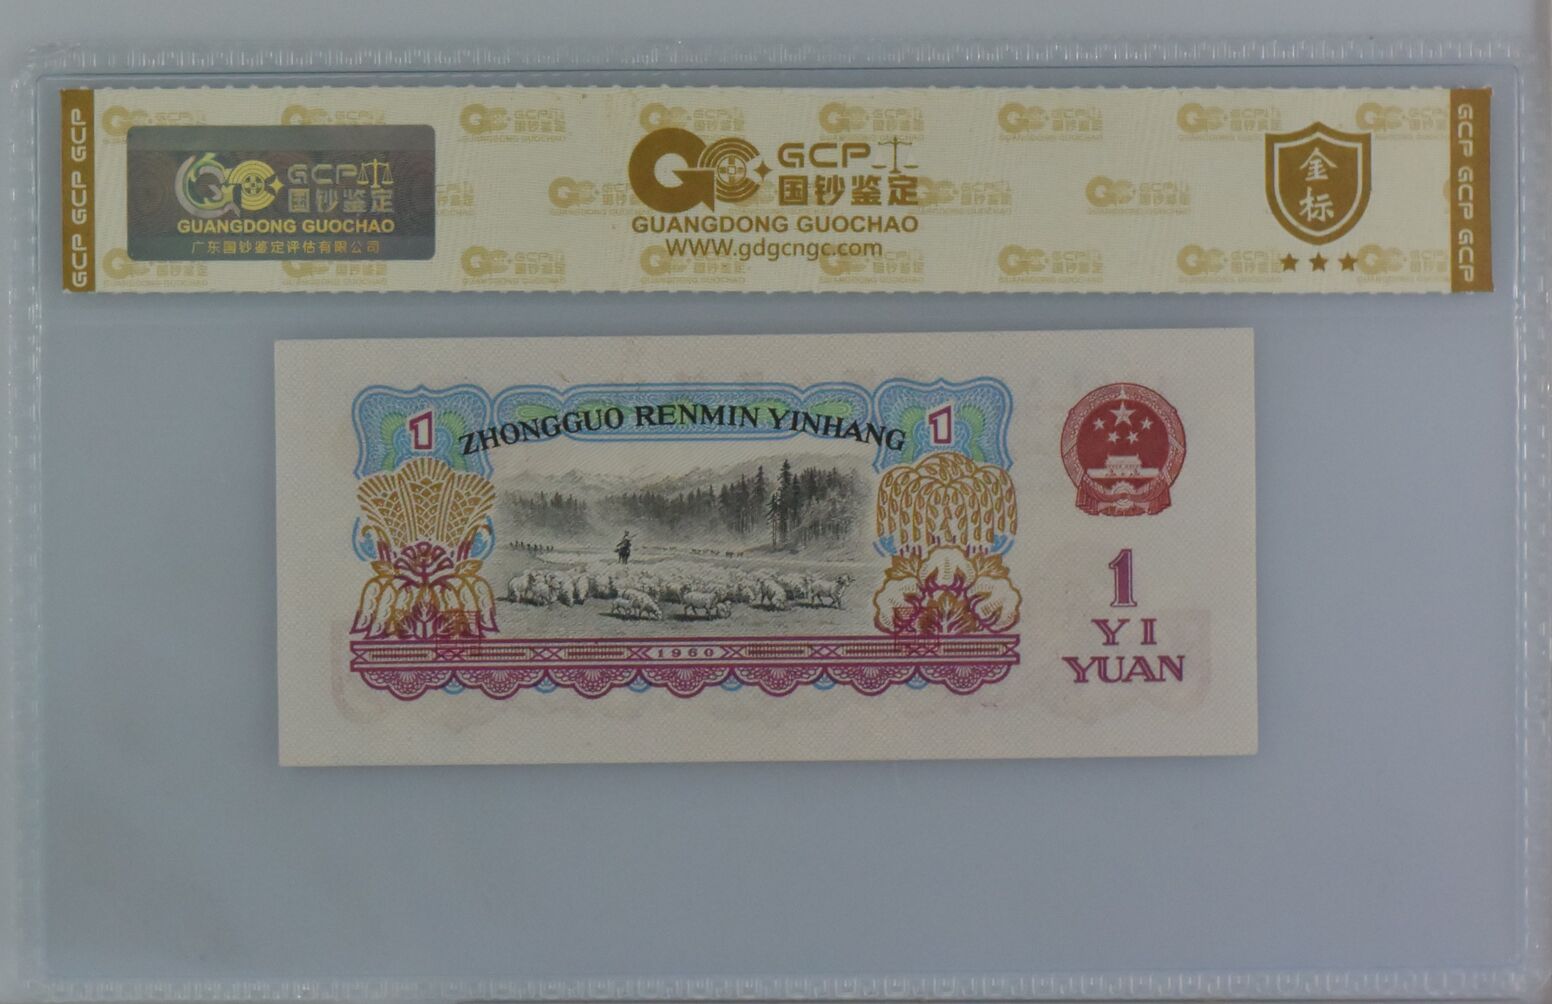 GCP GCP GCP
GCP
国钞鉴定
GUANGDONG GUOCHAO
广东国钞鉴定评估有限公司
GCP
国钞鉴定
GUANGDONG GUOCHAO
WWW.gdgcngc.com
金
标
GCP GCP GCP
1
ZHONGGUO RENMIN YINHANG
1
1960
1
YI
YUAN